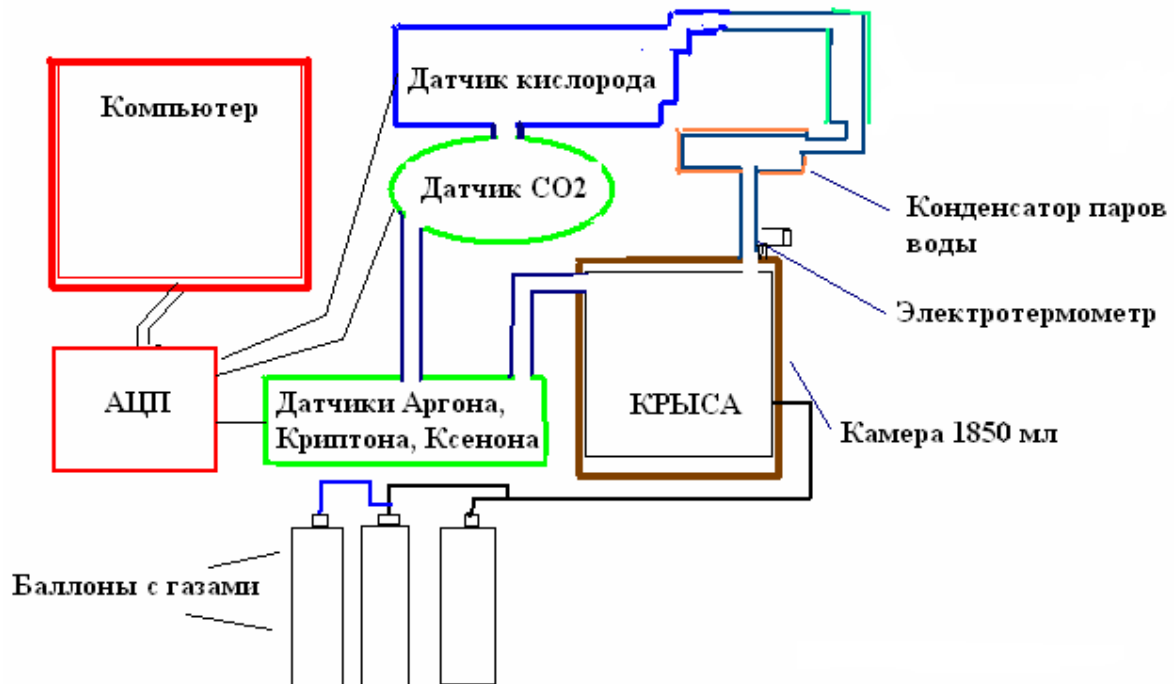 Компьютер
Датчик кислорода
Датчик CO2
Конденсатор паров
воды
Электротермометр
АЦП
Датчики Аргона,
Криптона, Ксенона
КРЫСА
Камера 1850 мл
Баллоны с газами